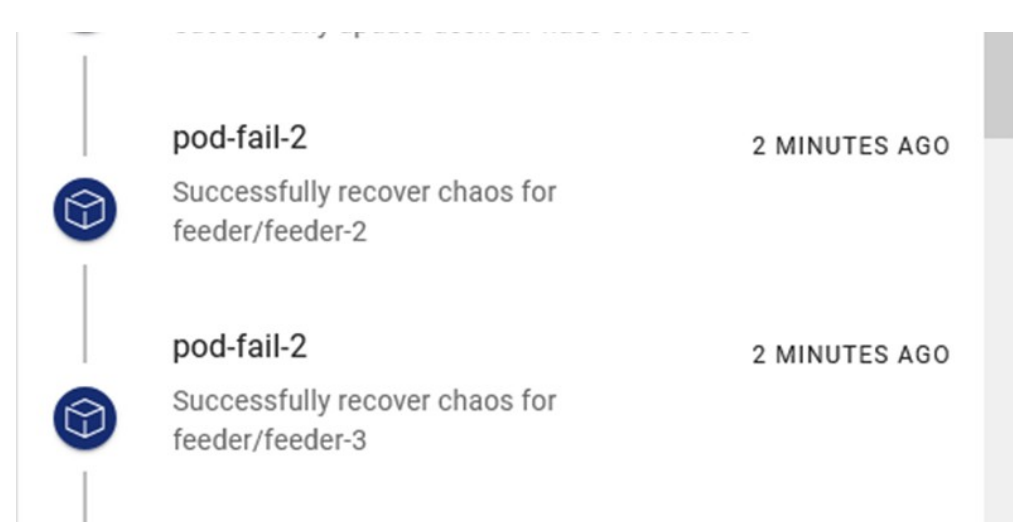 pod-fail-2
2 MINUTES AGO
Successfully recover chaos for
feeder/feeder-2
pod-fail-2
2 MINUTES AGO
Successfully recover chaos for
feeder/feeder-3